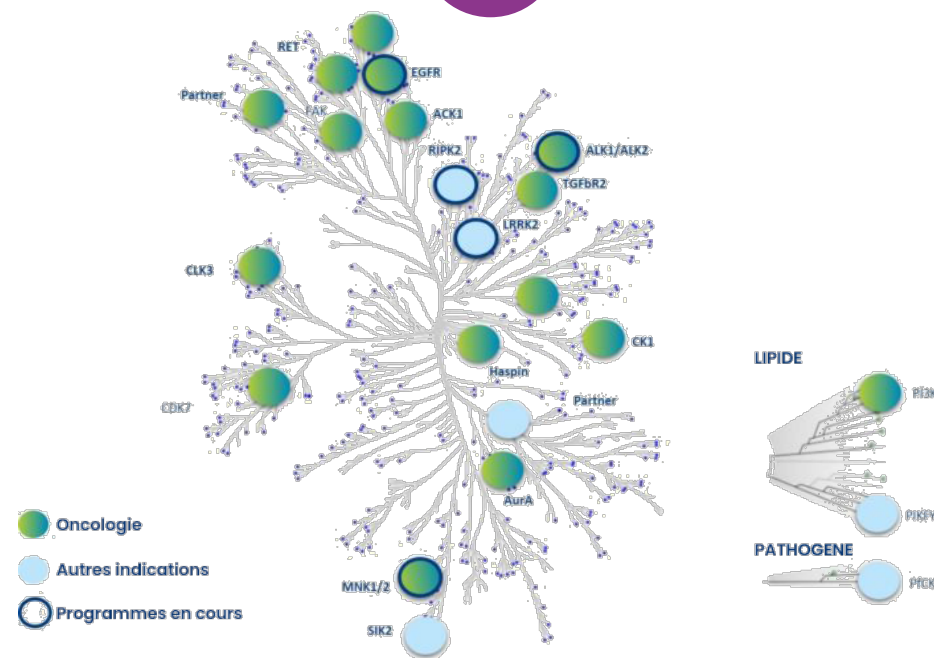 RET
EGFR
Partner
FAK
ACK1
RIPK2
ALK1/ALK2
TGFbR2
LRRK2
CLK3
CK1
Haspin
LIPIDE
CDK7
Partner
AurA
Oncologie
PATHOGENE
Autres indications
MNK1/2
Programmes en cours
SIK2